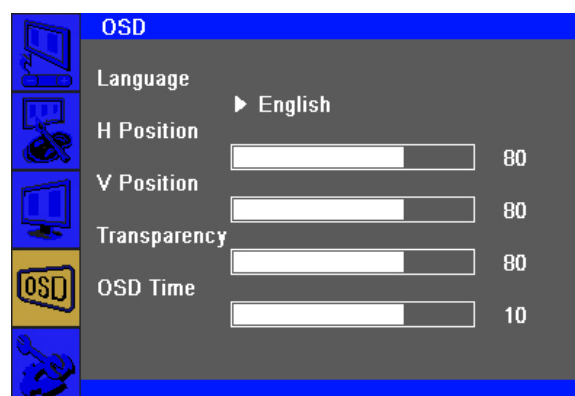 OSD
Language
▶ English
H Position
80
V Position
80
Transparency
80
OSD
OSD Time
10